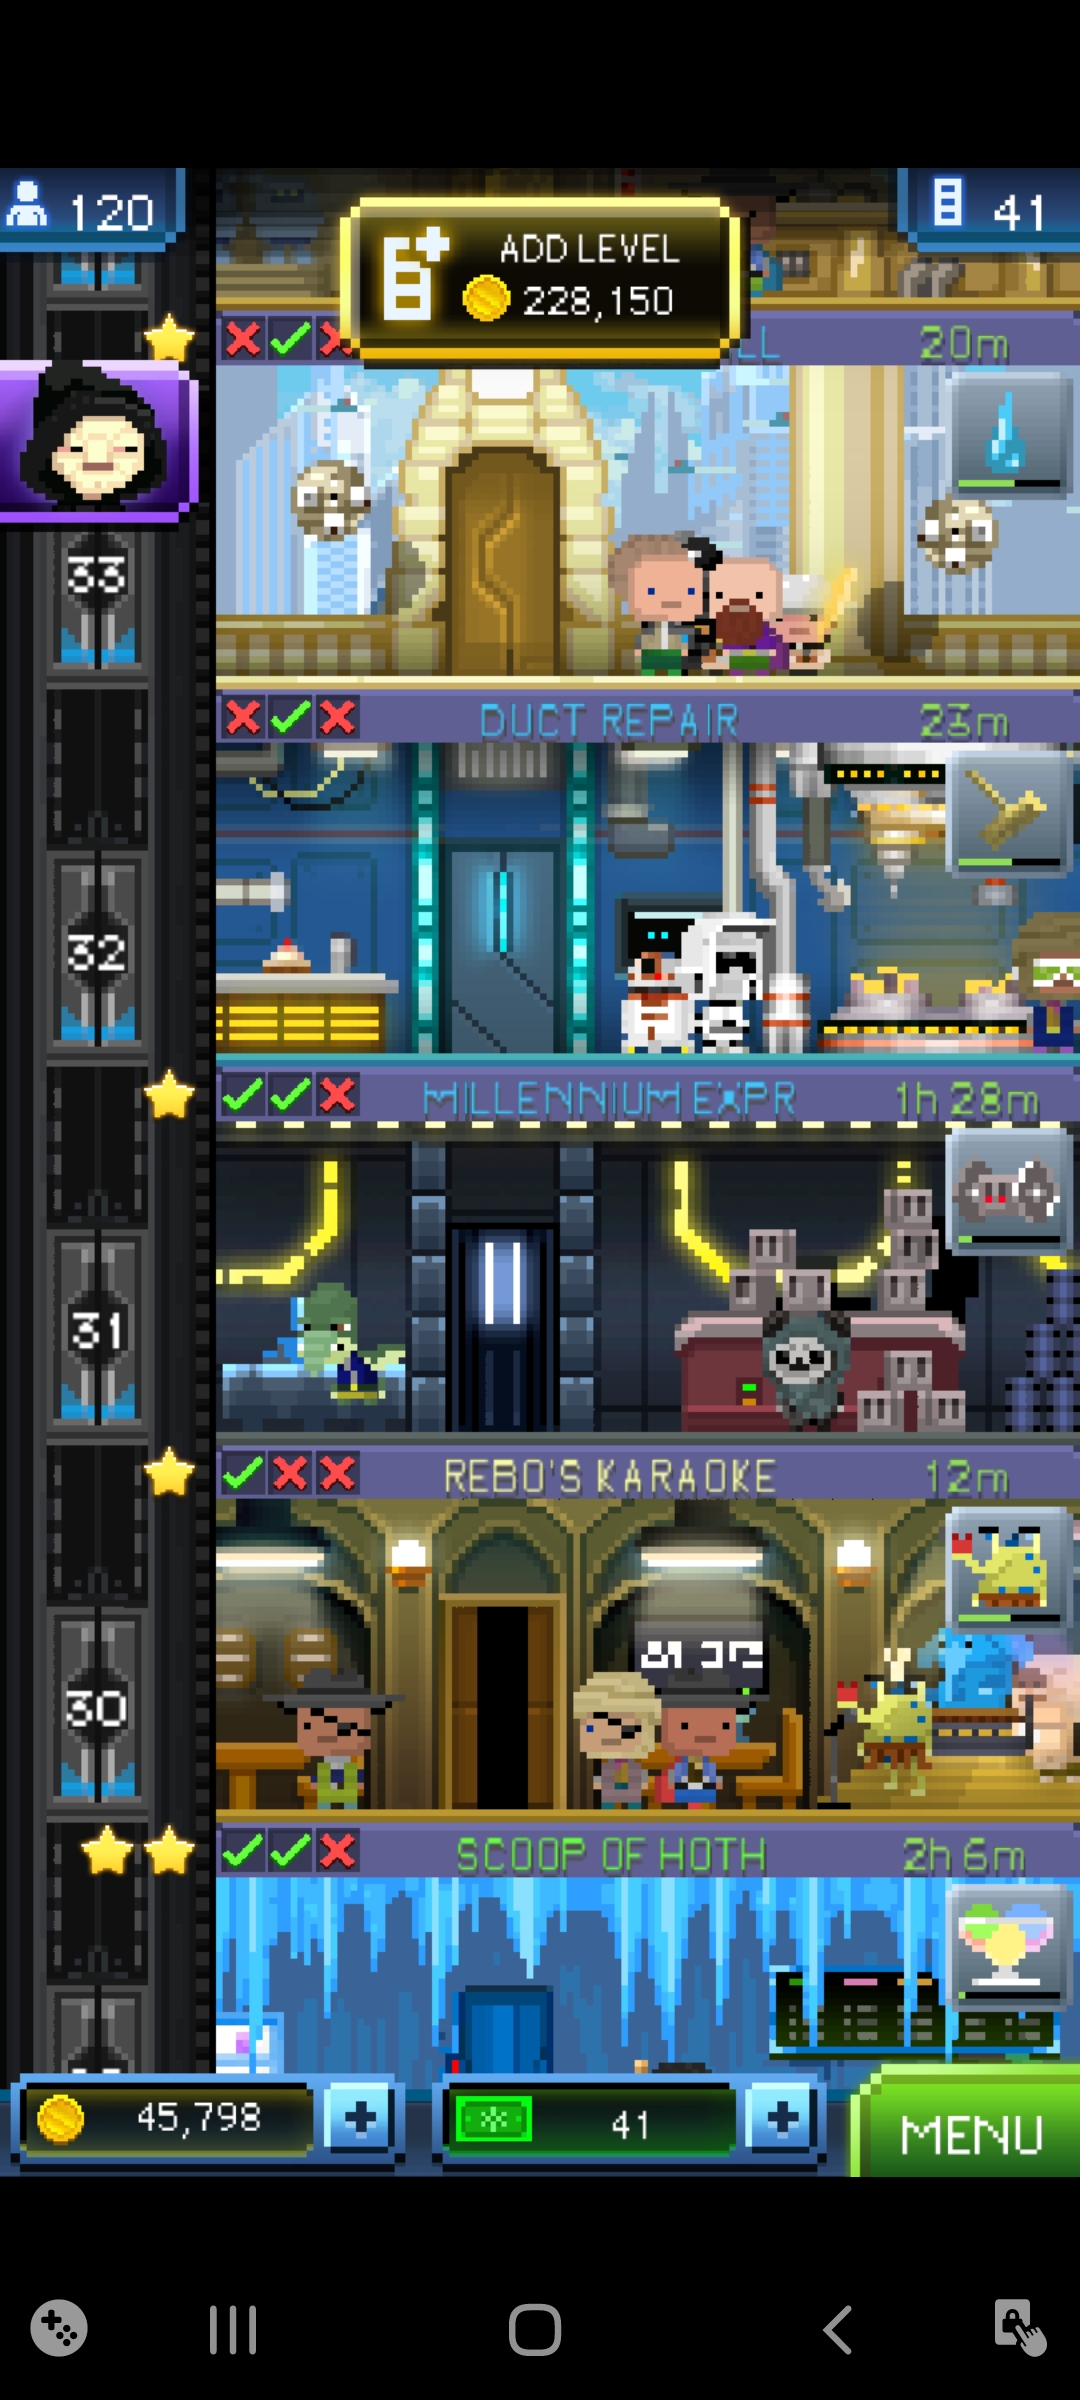 120
ADD LEVEL
228,150
41
LL
20m
33
DUCT REPAIR
23m
32
MILLENNIUM EXPR
1h 28m
31
REBO'S KARAOKE
12m
30
SCOOP OF HOTH
2h 6m
45,798
41
MENU